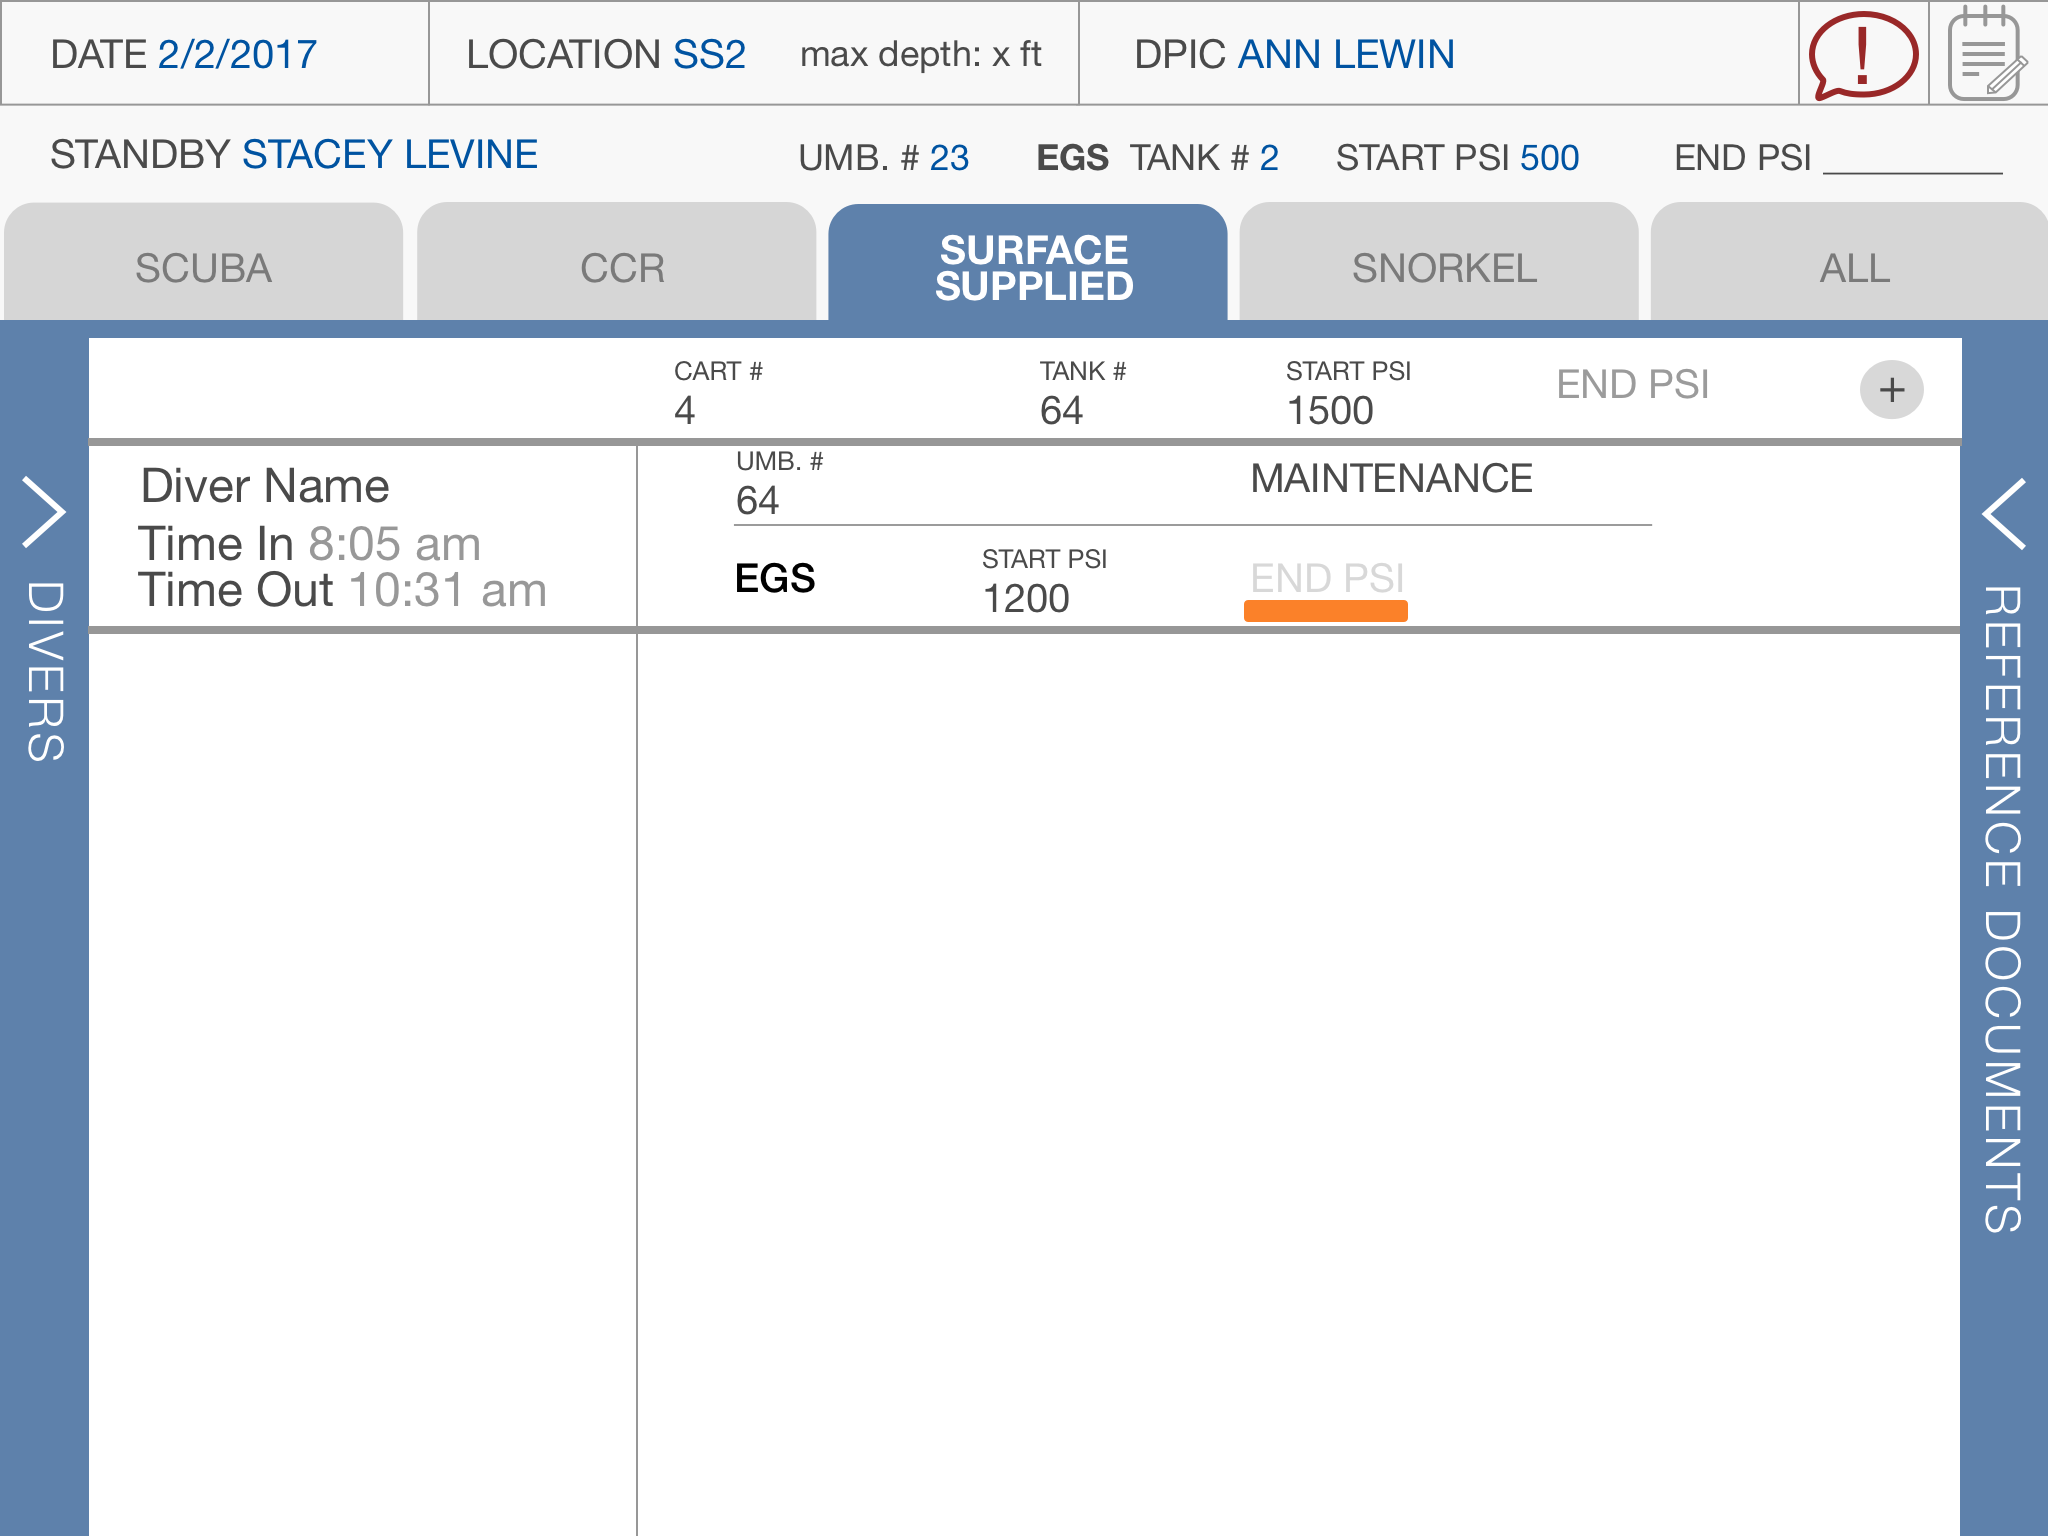 DATE 2/2/2017
LOCATION SS2 max depth: x ft
DPIC ANN LEWIN
!
STANDBY STACEY LEVINE
UMB. # 23 EGS TANK # 2 START PSI 500 END PSI
SCUBA
CCR
SURFACE
SUPPLIED
SNORKEL
ALL
CART #
4
TANK #
64
START PSI
1500
END PSI
+
Diver Name
Time In 8:05 am
Time Out 10:31 am
UMB. #
64
MAINTENANCE
EGS
START PSI
1200
END PSI
DIVERS
REFERENCE DOCUMENTS